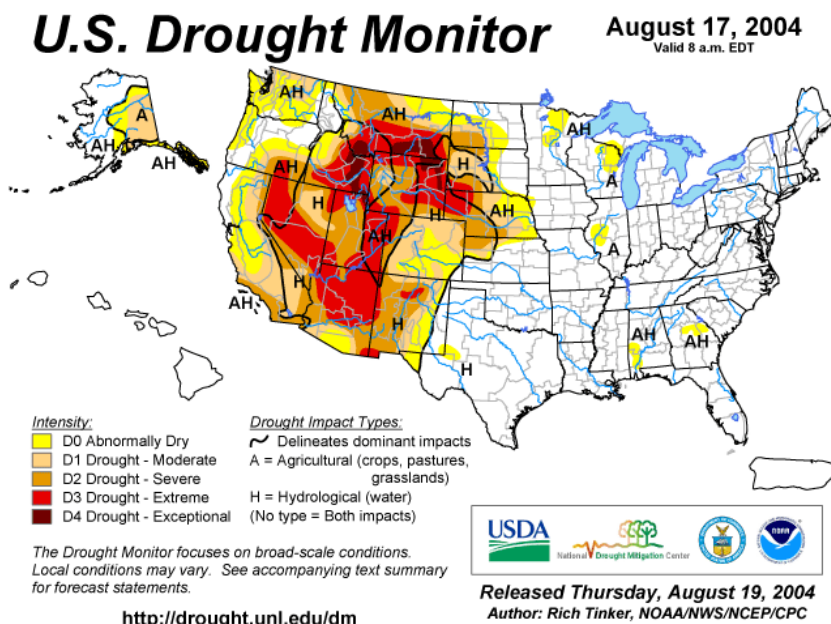 U.S. Drought Monitor
August 17, 2004
Valid 8 a.m. EDT
AH
A
AH
AH
AH
AH
AH
A
H
AH
H
AH
H
AH
A
H
AH
H
H
AH
AH
Intensity:
D0 Abnormally Dry
D1 Drought - Moderate
D2 Drought - Severe
D3 Drought - Extreme
D4 Drought - Exceptional
Drought Impact Types:
Delineates dominant impacts
A = Agricultural (crops, pastures,
grasslands)
H = Hydrological (water)
(No type = Both impacts)
The Drought Monitor focuses on broad-scale conditions.
Local conditions may vary. See accompanying text summary
for forecast statements.
http://drought.unl.edu/dm
USDA
National Drought Mitigation Center
NOAA
Released Thursday, August 19, 2004
Author: Rich Tinker, NOAA/NWS/NCEP/CPC